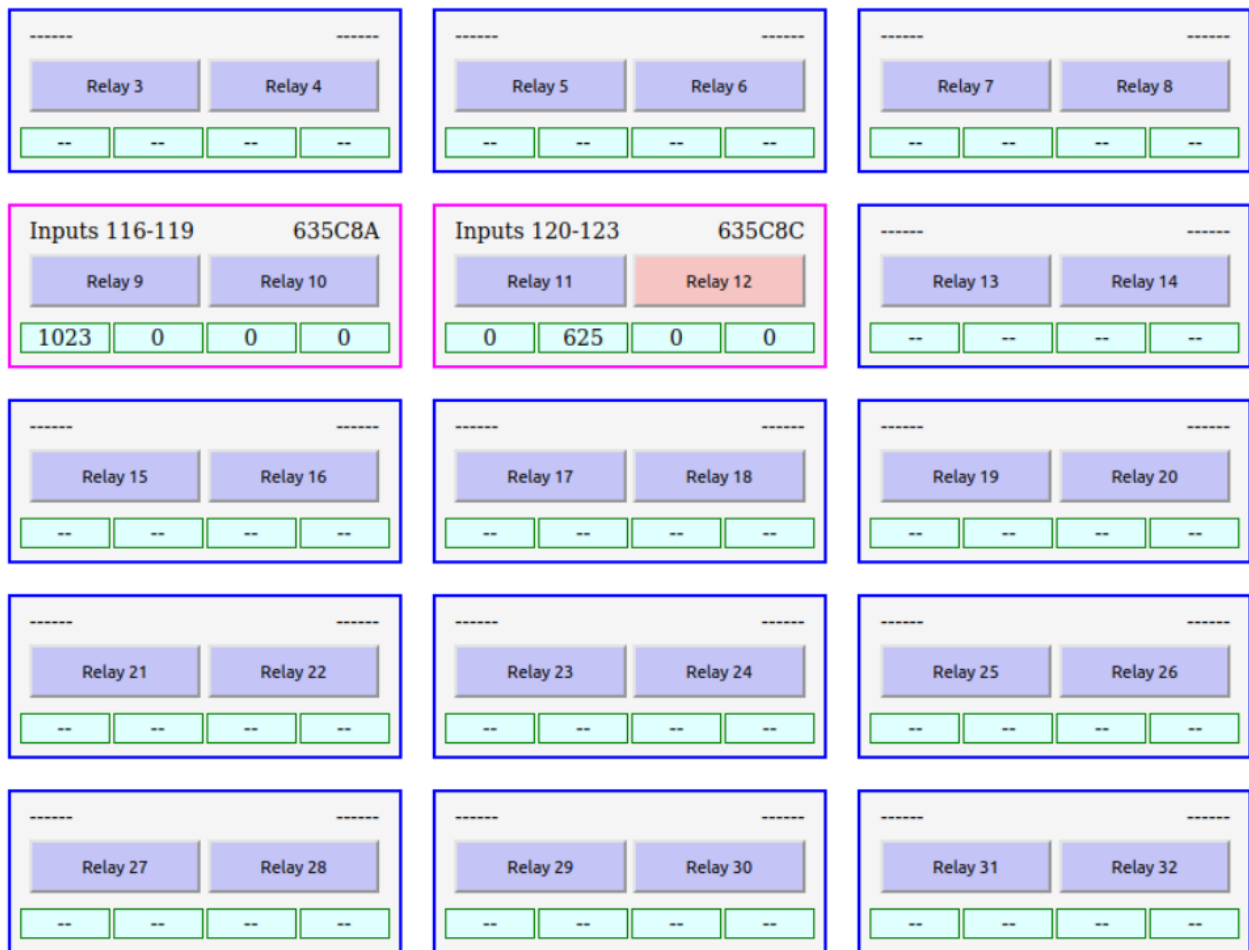 ------ ------ ------ ------ ------ ------
Relay 3 Relay 4 Relay 5 Relay 6 Relay 7 Relay 8
-- -- -- -- -- -- -- -- -- -- -- --
Inputs 116-119 635C8A Inputs 120-123 635C8C ------ ------
Relay 9 Relay 10 Relay 11 Relay 12 Relay 13 Relay 14
1023 0 0 0 0 625 0 0 -- -- -- --
------ ------ ------ ------ ------ ------
Relay 15 Relay 16 Relay 17 Relay 18 Relay 19 Relay 20
-- -- -- -- -- -- -- -- -- -- -- --
------ ------ ------ ------ ------ ------
Relay 21 Relay 22 Relay 23 Relay 24 Relay 25 Relay 26
-- -- -- -- -- -- -- -- -- -- -- --
------ ------ ------ ------ ------ ------
Relay 27 Relay 28 Relay 29 Relay 30 Relay 31 Relay 32
-- -- -- -- -- -- -- -- -- -- -- --